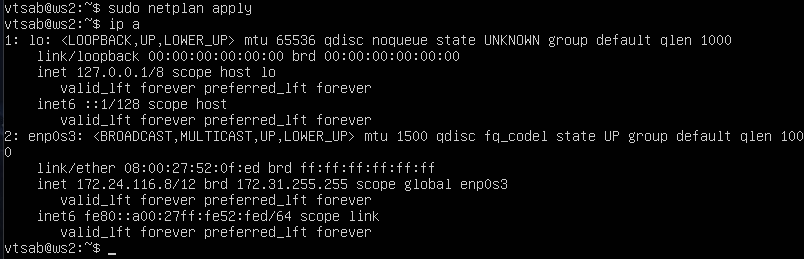 vtsab@ws2:~$ sudo netplan apply
vtsab@ws2:~$ ip a
1: lo: <LOOPBACK,UP,LOWER_UP> mtu 65536 qdisc noqueue state UNKNOWN group default qlen 1000
    link/loopback 00:00:00:00:00:00 brd 00:00:00:00:00:00
    inet 127.0.0.1/8 scope host lo
       valid_lft forever preferred_lft forever
    inet6 ::1/128 scope host
       valid_lft forever preferred_lft forever
2: enp0s3: <BROADCAST,MULTICAST,UP,LOWER_UP> mtu 1500 qdisc fq_codel state UP group default qlen 100
0
    link/ether 08:00:27:52:0f:ed brd ff:ff:ff:ff:ff:ff
    inet 172.24.116.8/12 brd 172.31.255.255 scope global enp0s3
       valid_lft forever preferred_lft forever
    inet6 fe80::a00:27ff:fe52:fed/64 scope link
       valid_lft forever preferred_lft forever
vtsab@ws2:~$ _